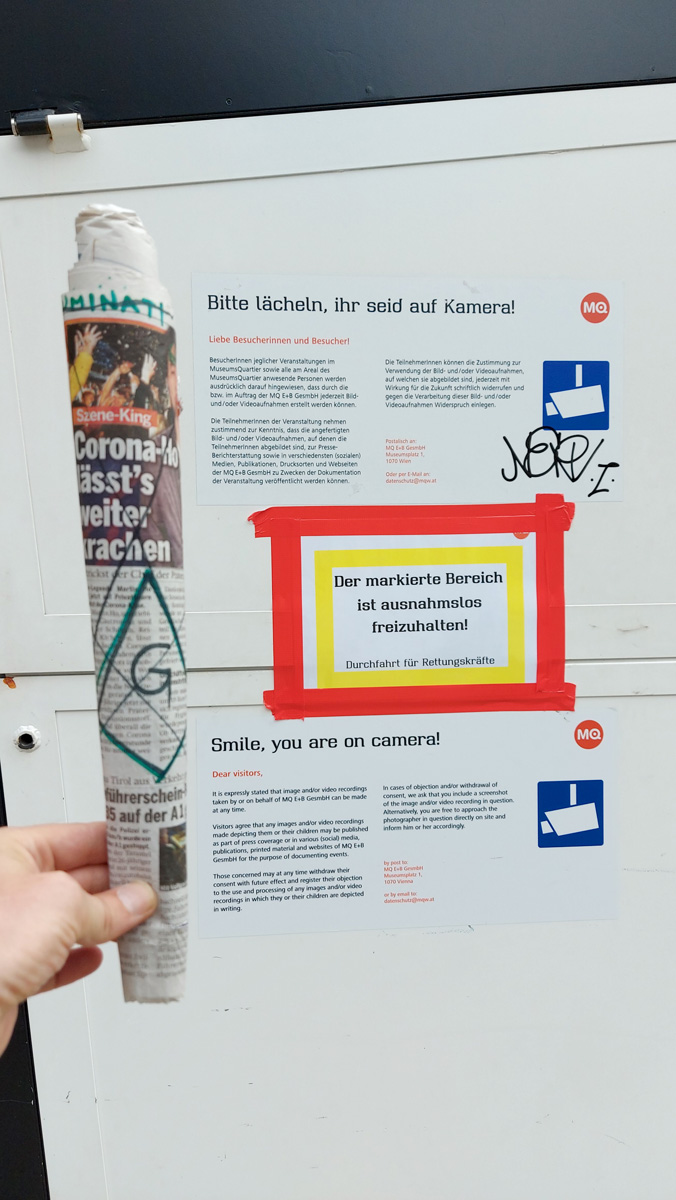 Bitte lächeln, ihr seid auf Kamera!
MQ
Liebe Besucherinnen und Besucher!
BesucherInnen jeglicher Veranstaltungen im
MuseumsQuartier sowie alle am Areal des
MuseumsQuartier anwesende Personen werden
ausdrücklich darauf hingewiesen, dass durch die
bzw. im Auftrag der MQ E+B GesmbH jederzeit Bild-
und/oder Videoaufnahmen erstellt werden können.
Die TeilnehmerInnen der Veranstaltung nehmen
zustimmend zur Kenntnis, dass die angefertigten
Bild- und/oder Videoaufnahmen, auf denen die
TeilnehmerInnen abgebildet sind, zur Presse-
Berichterstattung sowie in verschiedensten (sozialen)
Medien, Publikationen, Drucksorten und Webseiten
der MQ E+B GesmbH zu Zwecken der Dokumentation
der Veranstaltung veröffentlicht werden können.
Die TeilnehmerInnen können die Zustimmung zur
Verwendung der Bild- und/oder Videoaufnahmen,
auf welchen sie abgebildet sind, jederzeit mit
Wirkung für die Zukunft schriftlich widerrufen und
gegen die Verarbeitung dieser Bild- und/oder
Videoaufnahmen Widerspruch einlegen.
Postalisch an:
MQ E+B GesmbH
Museumsplatz 1,
1070 Wien
Oder per E-Mail an:
datenschutz@mqw.at
Der markierte Bereich
ist ausnahmslos
freizuhalten!
Durchfahrt für Rettungskräfte
Smile, you are on camera!
MQ
Dear visitors,
It is expressly stated that image and/or video recordings
taken by or on behalf of MQ E+B GesmbH can be made
at any time.
Visitors agree that any images and/or video recordings
made depicting them or their children may be published
as part of press coverage or in various (social) media,
publications, printed material and websites of MQ E+B
GesmbH for the purpose of documenting events.
Those concerned may at any time withdraw their
consent with future effect and register their objection
to the use and processing of any images and/or video
recordings in which they or their children are depicted
in writing.
In cases of objection and/or withdrawal of
consent, we ask that you include a screenshot
of the image and/or video recording in question.
Alternatively, you are free to approach the
photographer in question directly on site and
inform him or her accordingly.
by post to:
MQ E+B GesmbH
Museumsplatz 1,
1070 Vienna
or by email to:
datenschutz@mqw.at
UMINATI
Szene-King
Corona-Ho
lässt's
weiter
krachen
G
Tirol aus
führerschein-
85 auf der A1